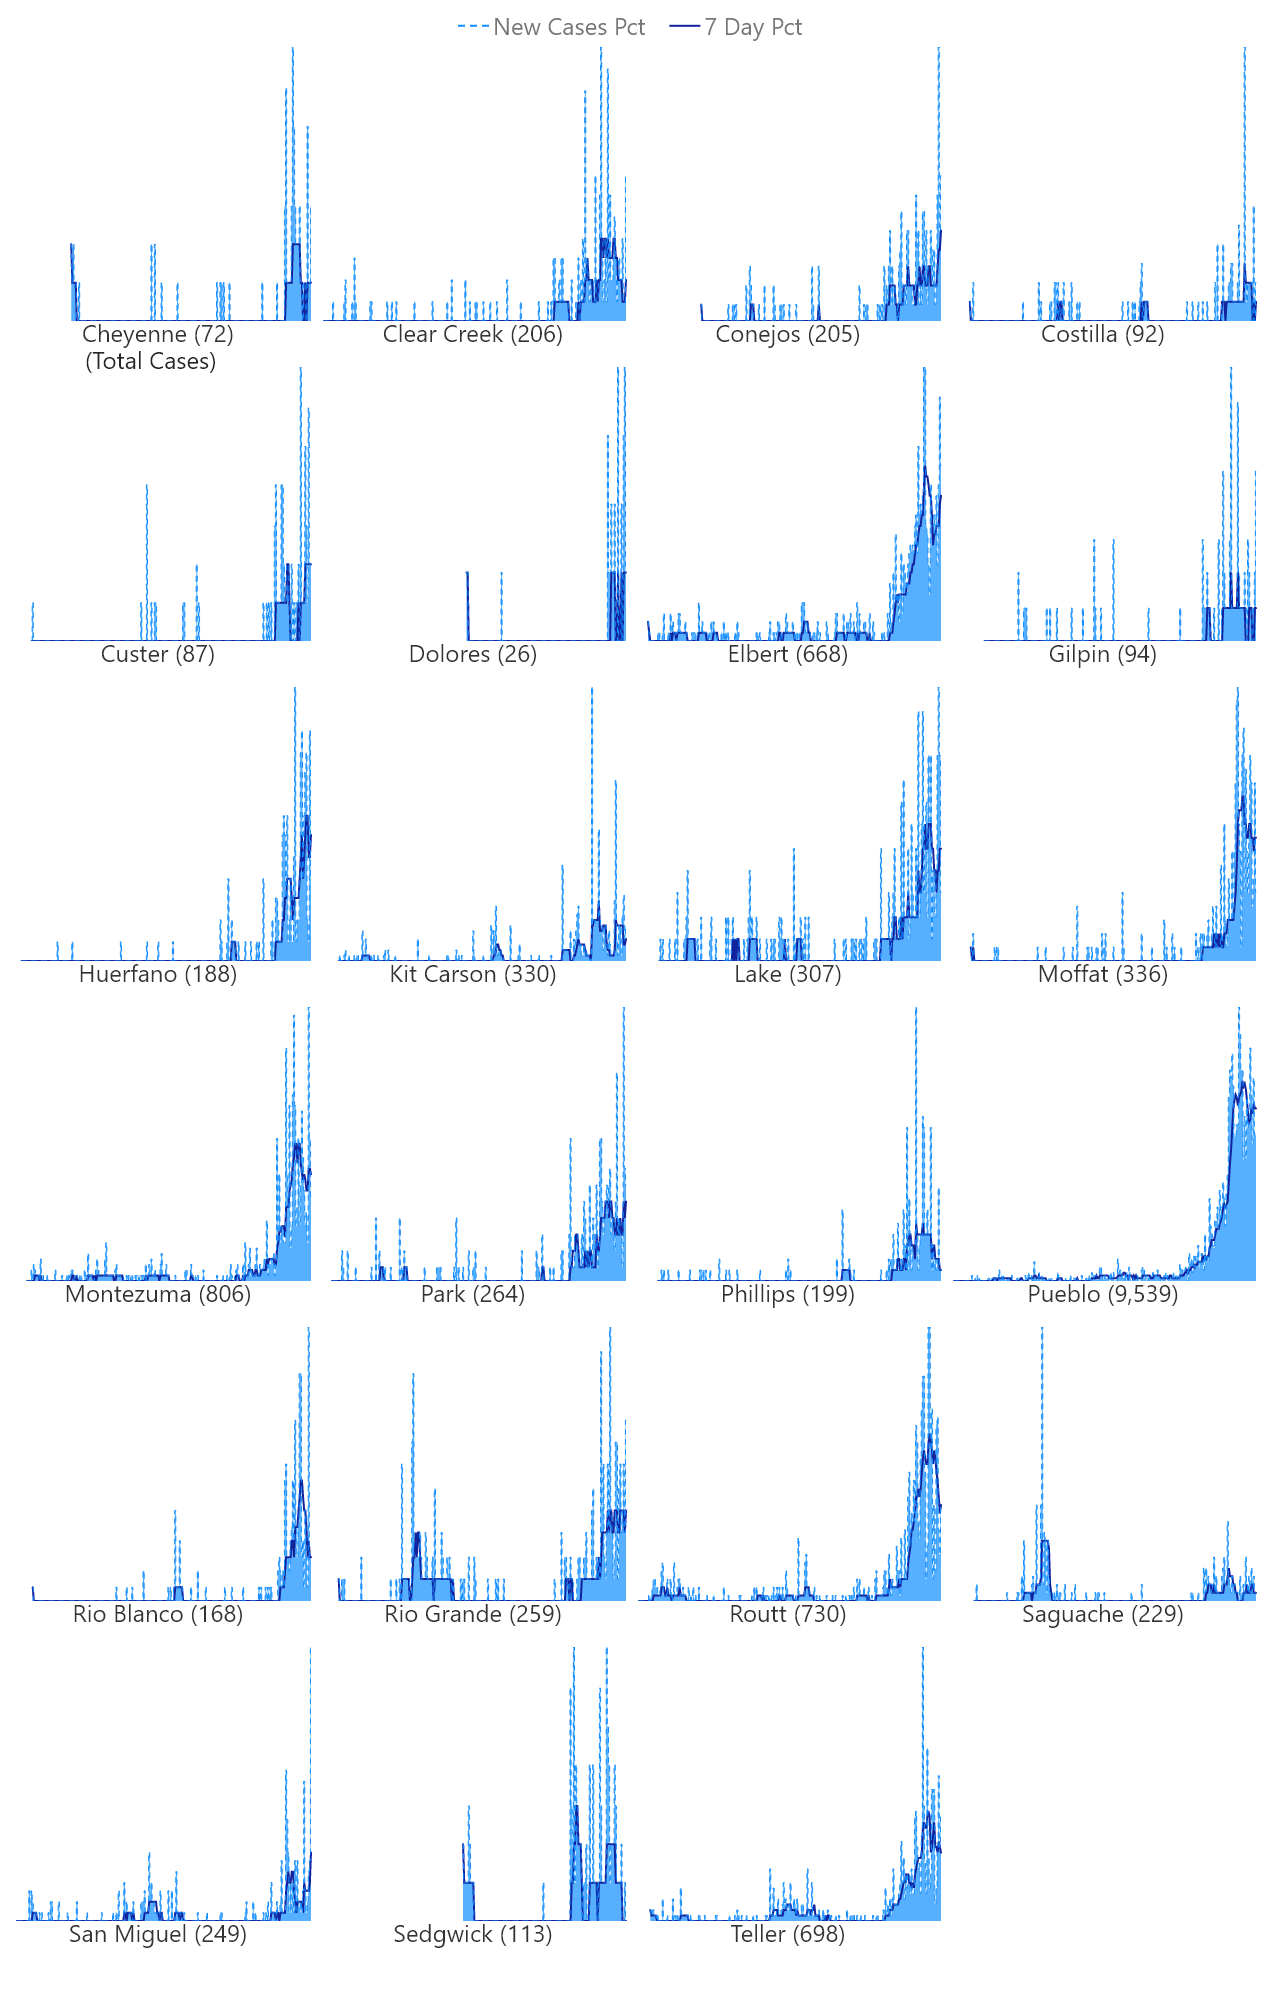 New Cases Pct 7 Day Pct
Cheyenne (72) Clear Creek (206) Conejos (205) Costilla (92)
(Total Cases)
Custer (87) Dolores (26) Elbert (668) Gilpin (94)
Huerfano (188) Kit Carson (330) Lake (307) Moffat (336)
Montezuma (806) Park (264) Phillips (199) Pueblo (9,539)
Rio Blanco (168) Rio Grande (259) Routt (730) Saguache (229)
San Miguel (249) Sedgwick (113) Teller (698)